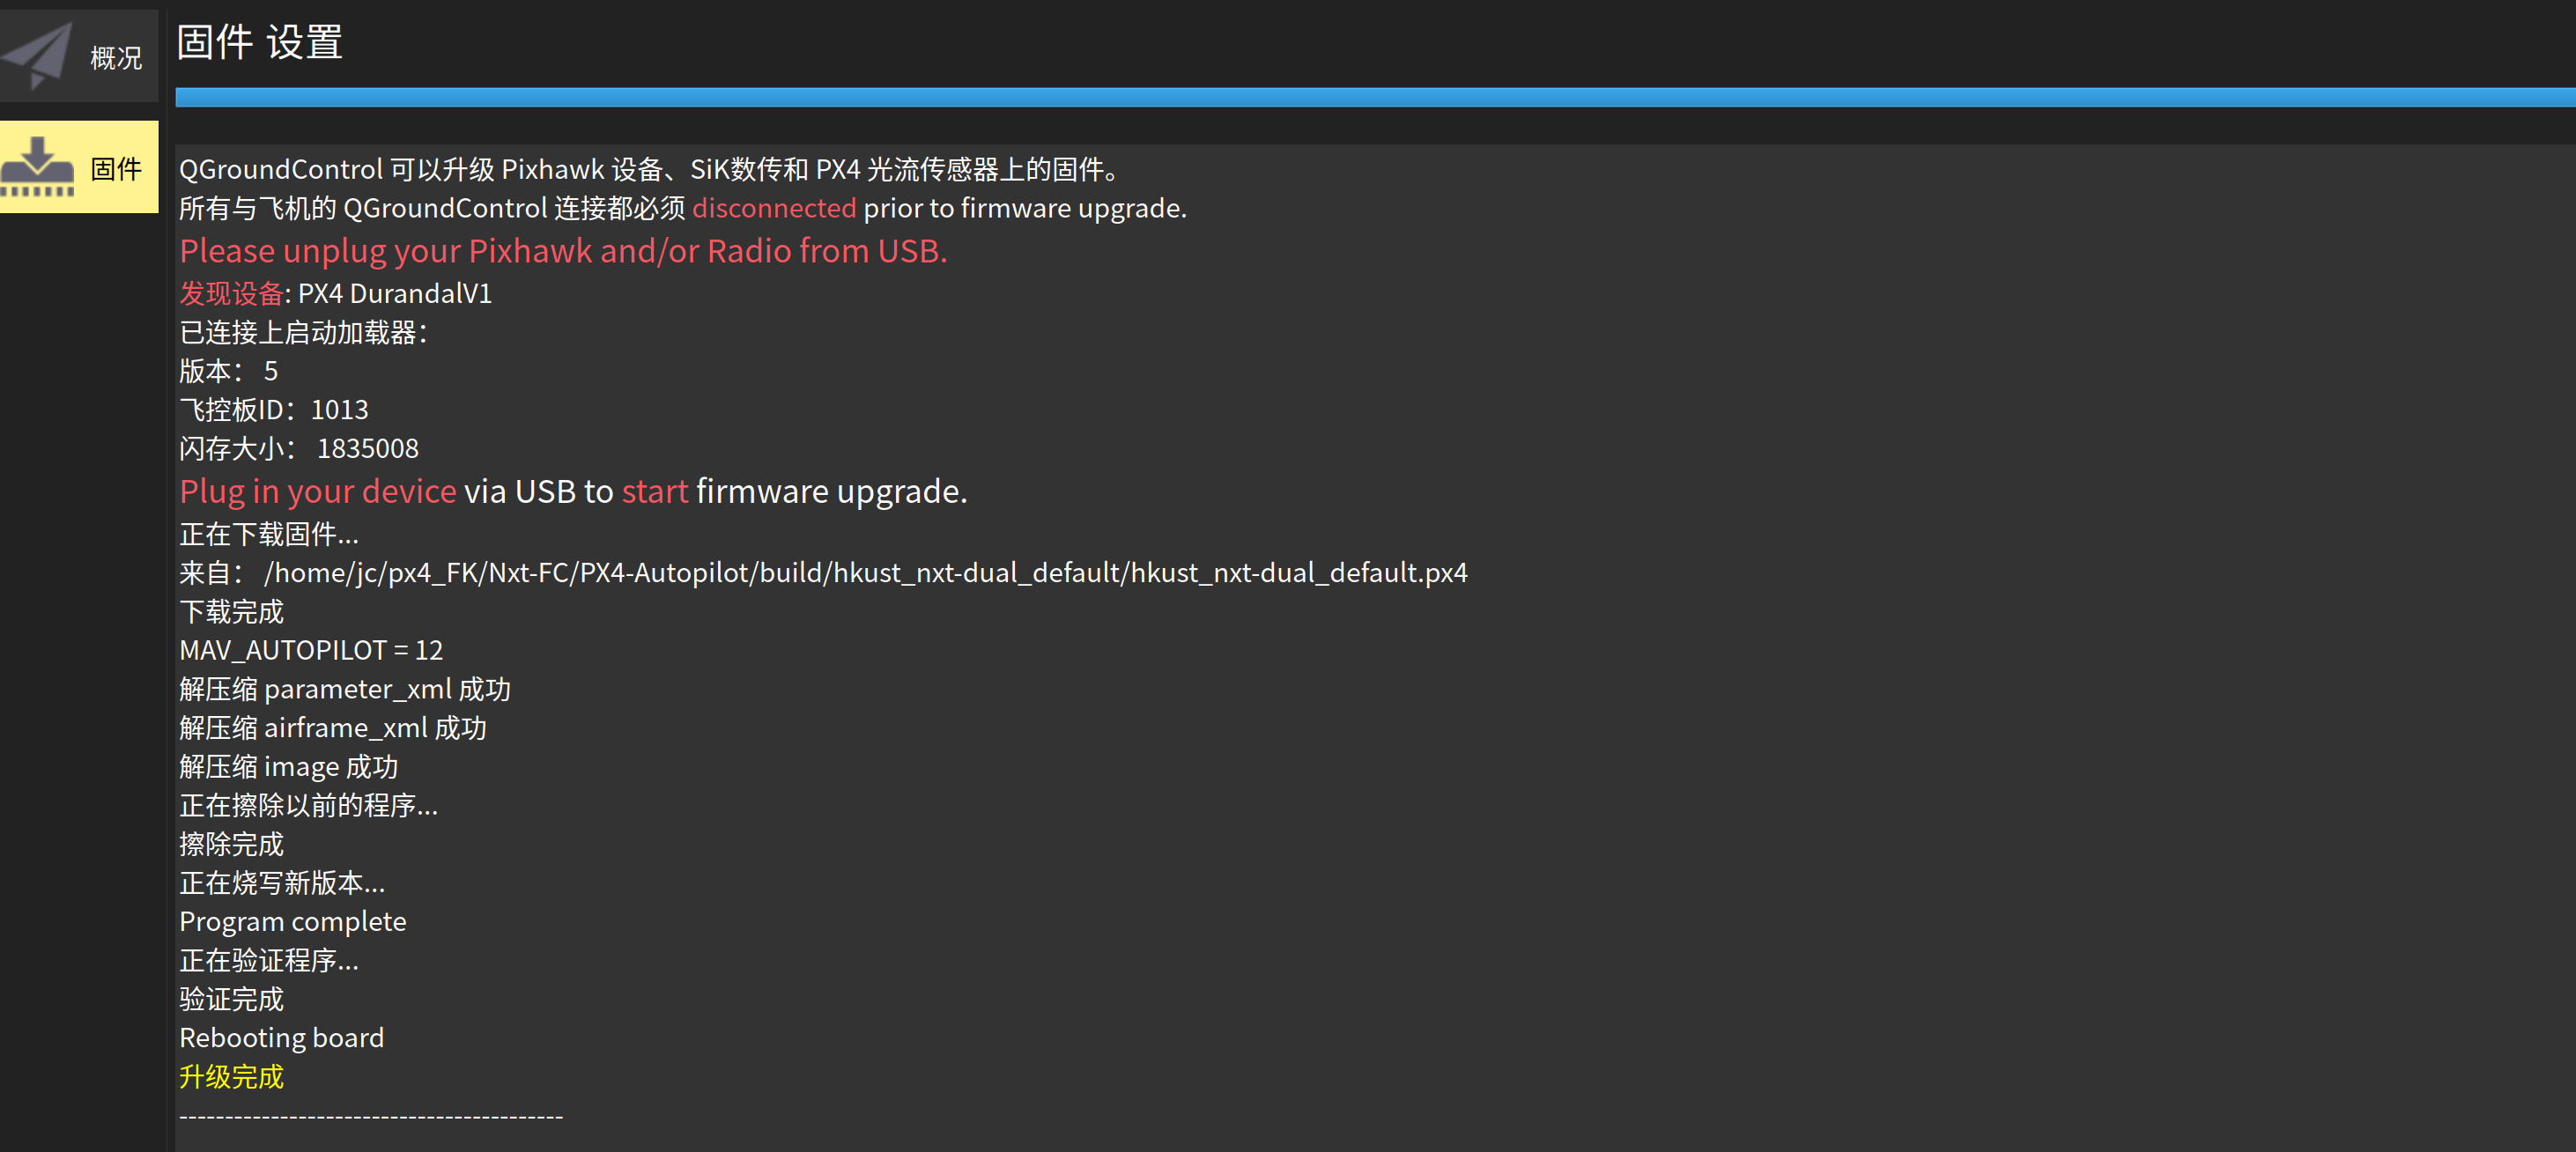 概况
固件
固件 设置
QGroundControl 可以升级 Pixhawk 设备、SiK数传和 PX4 光流传感器上的固件。
所有与飞机的 QGroundControl 连接都必须 disconnected prior to firmware upgrade.
Please unplug your Pixhawk and/or Radio from USB.
发现设备: PX4 DurandalV1
已连接上启动加载器：
版本： 5
飞控板ID：1013
闪存大小： 1835008
Plug in your device via USB to start firmware upgrade.
正在下载固件...
来自： /home/jc/px4_FK/Nxt-FC/PX4-Autopilot/build/hkust_nxt-dual_default/hkust_nxt-dual_default.px4
下载完成
MAV_AUTOPILOT = 12
解压缩 parameter_xml 成功
解压缩 airframe_xml 成功
解压缩 image 成功
正在擦除以前的程序...
擦除完成
正在烧写新版本...
Program complete
正在验证程序...
验证完成
Rebooting board
升级完成
------------------------------------------